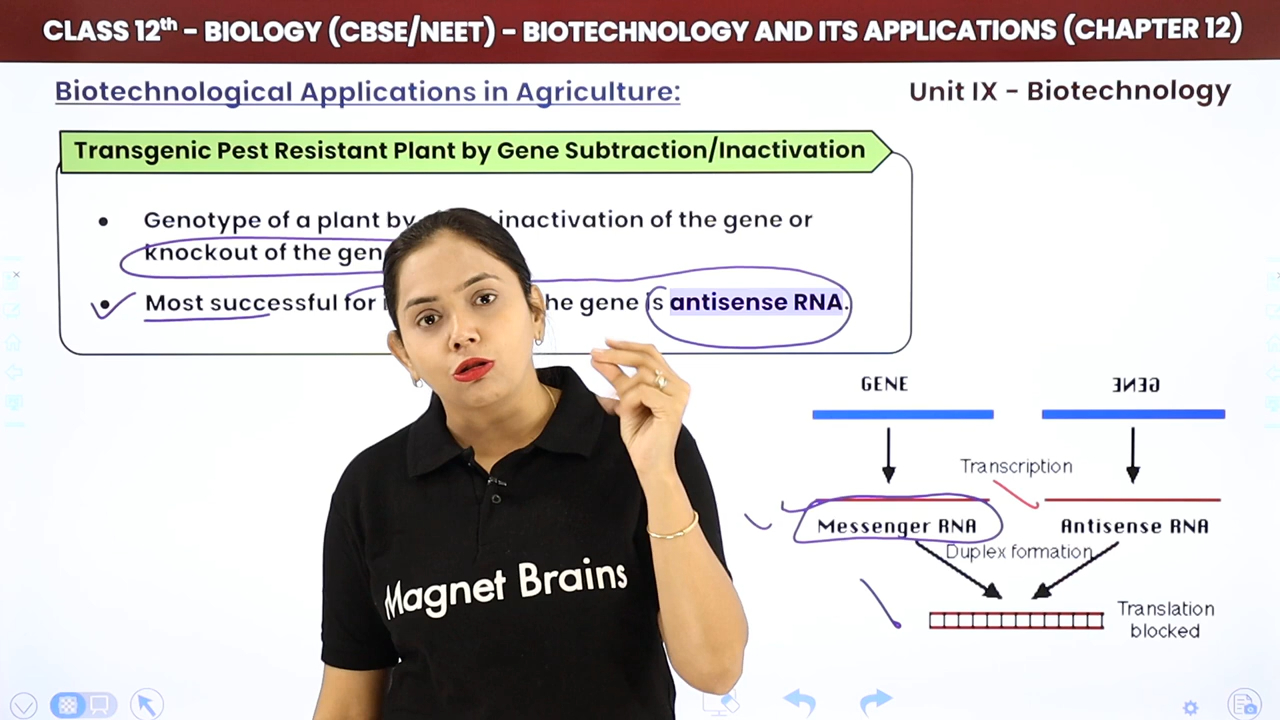 CLASS 12th – BIOLOGY (CBSE/NEET) – BIOTECHNOLOGY AND ITS APPLICATIONS (CHAPTER 12)
Biotechnological Applications in Agriculture:
Unit IX – Biotechnology
Transgenic Pest Resistant Plant by Gene Subtraction/Inactivation
• Genotype of a plant by inactivation of the gene or
knockout of the gen
• Most successful for he gene is antisense RNA.
GENE
GENE
Transcription
Messenger RNA
Antisense RNA
Duplex formation
Translation
blocked
Magnet Brains